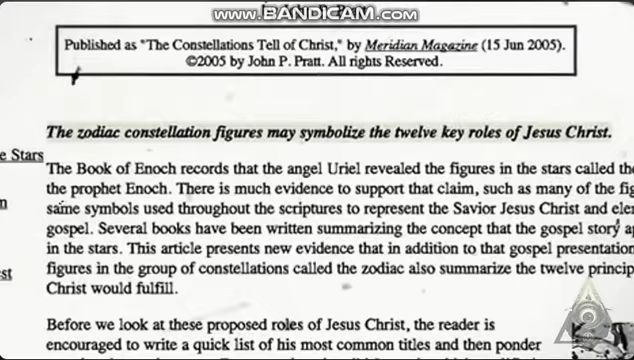 www.BANDICAM.com
Published as "The Constellations Tell of Christ," by Meridian Magazine (15 Jun 2005).
©2005 by John P. Pratt. All rights Reserved.
The zodiac constellation figures may symbolize the twelve key roles of Jesus Christ.
e Stars
The Book of Enoch records that the angel Uriel revealed the figures in the stars called the
the prophet Enoch. There is much evidence to support that claim, such as many of the fig
same symbols used throughout the scriptures to represent the Savior Jesus Christ and ele
gospel. Several books have been written summarizing the concept that the gospel story a
in the stars. This article presents new evidence that in addition to that gospel presentation
figures in the group of constellations called the zodiac also summarize the twelve princip
Christ would fulfill.
Before we look at these proposed roles of Jesus Christ, the reader is
encouraged to write a quick list of his most common titles and then ponder